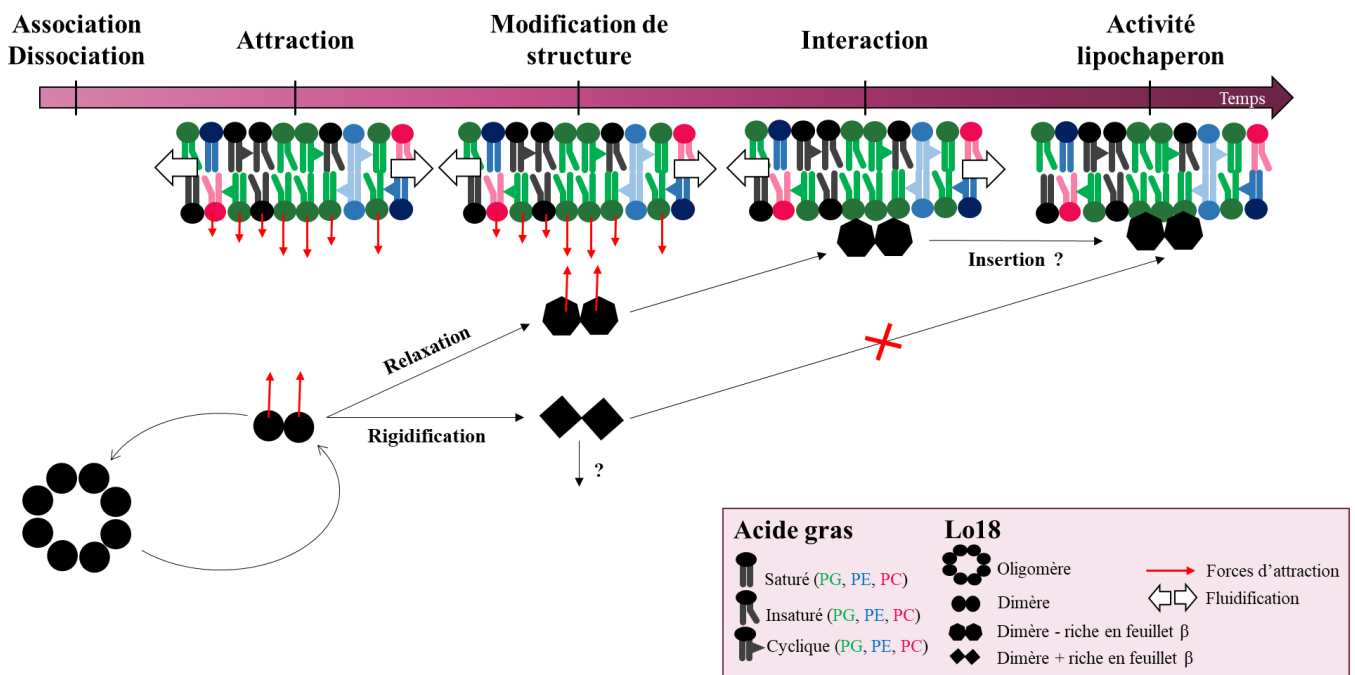 Association
Dissociation
Attraction
Modification de
structure
Interaction
Activité
lipochaperon
Temps
Insertion ?
Relaxation
Rigidification
?
Acide gras
Saturé (PG, PE, PC)
Insaturé (PG, PE, PC)
Cyclique (PG, PE, PC)
Lo18
Oligomère
Dimère
Dimère - riche en feuillet β
Dimère + riche en feuillet β
Forces d’attraction
Fluidification